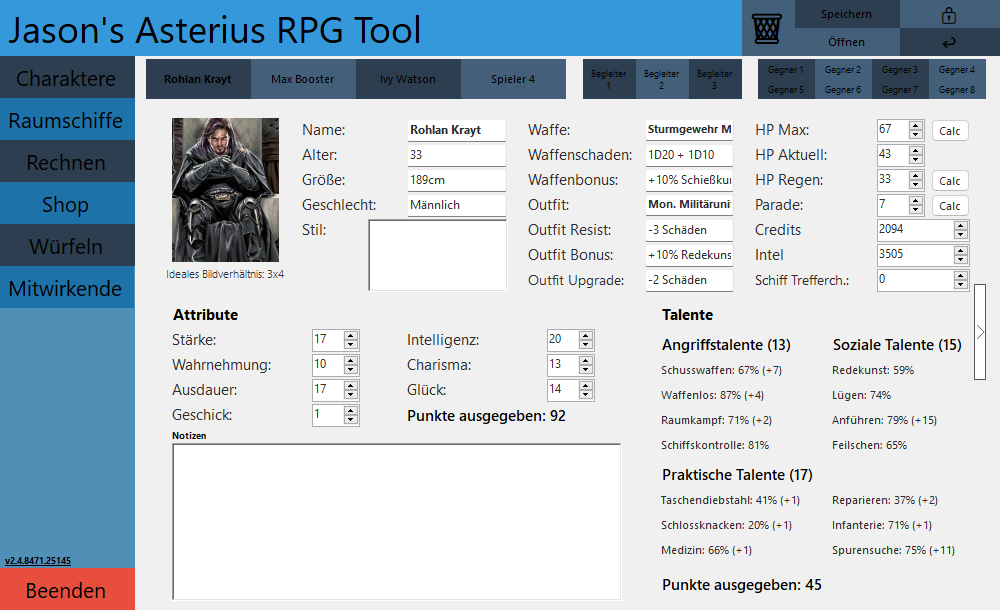 Jason's Asterius RPG Tool
Speichern
Öffnen
Charaktere
Raumschiffe
Rechnen
Shop
Würfeln
Mitwirkende
v2.4.8471.25145
Beenden
Rohlan Krayt
Max Booster
Ivy Watson
Spieler 4
Begleiter 1
Begleiter 2
Begleiter 3
Gegner 1
Gegner 2
Gegner 3
Gegner 4
Gegner 5
Gegner 6
Gegner 7
Gegner 8
Ideales Bildverhältnis: 3x4
Name: Rohlan Krayt
Alter: 33
Größe: 189cm
Geschlecht: Männlich
Stil:
Waffe: Sturmgewehr M
Waffenschaden: 1D20 + 1D10
Waffenbonus: +10% Schießkun
Outfit: Mon. Militäruni
Outfit Resist: -3 Schäden
Outfit Bonus: +10% Redekuns
Outfit Upgrade: -2 Schäden
HP Max: 67 Calc
HP Aktuell: 43
HP Regen: 33 Calc
Parade: 7 Calc
Credits 2094
Intel 3505
Schiff Trefferch.: 0
Attribute
Stärke: 17
Wahrnehmung: 10
Ausdauer: 17
Geschick: 1
Intelligenz: 20
Charisma: 13
Glück: 14
Punkte ausgegeben: 92
Notizen
Talente
Angriffstalente (13)
Schusswaffen: 67% (+7)
Waffenlos: 87% (+4)
Raumkampf: 71% (+2)
Schiffskontrolle: 81%
Soziale Talente (15)
Redekunst: 59%
Lügen: 74%
Anführen: 79% (+15)
Feilschen: 65%
Praktische Talente (17)
Taschendiebstahl: 41% (+1)
Schlossknacken: 20% (+1)
Medizin: 66% (+1)
Reparieren: 37% (+2)
Infanterie: 71% (+1)
Spurensuche: 75% (+11)
Punkte ausgegeben: 45